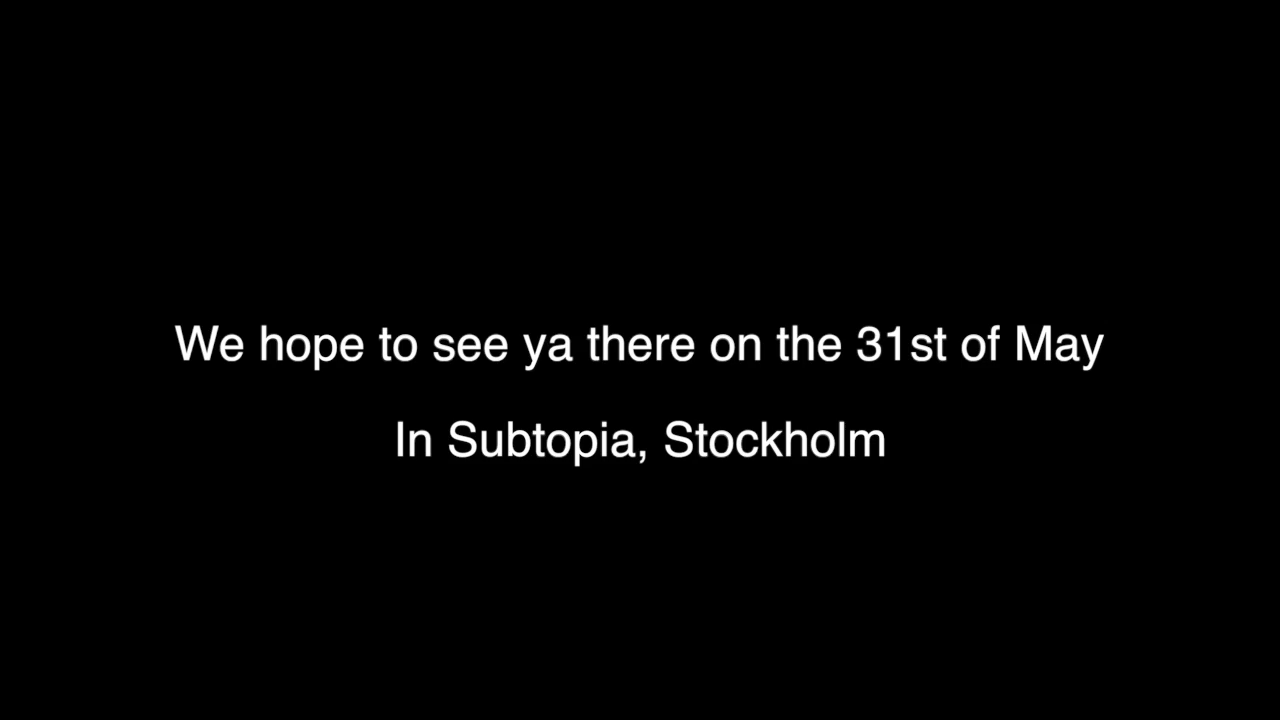 We hope to see ya there on the 31st of May
In Subtopia, Stockholm